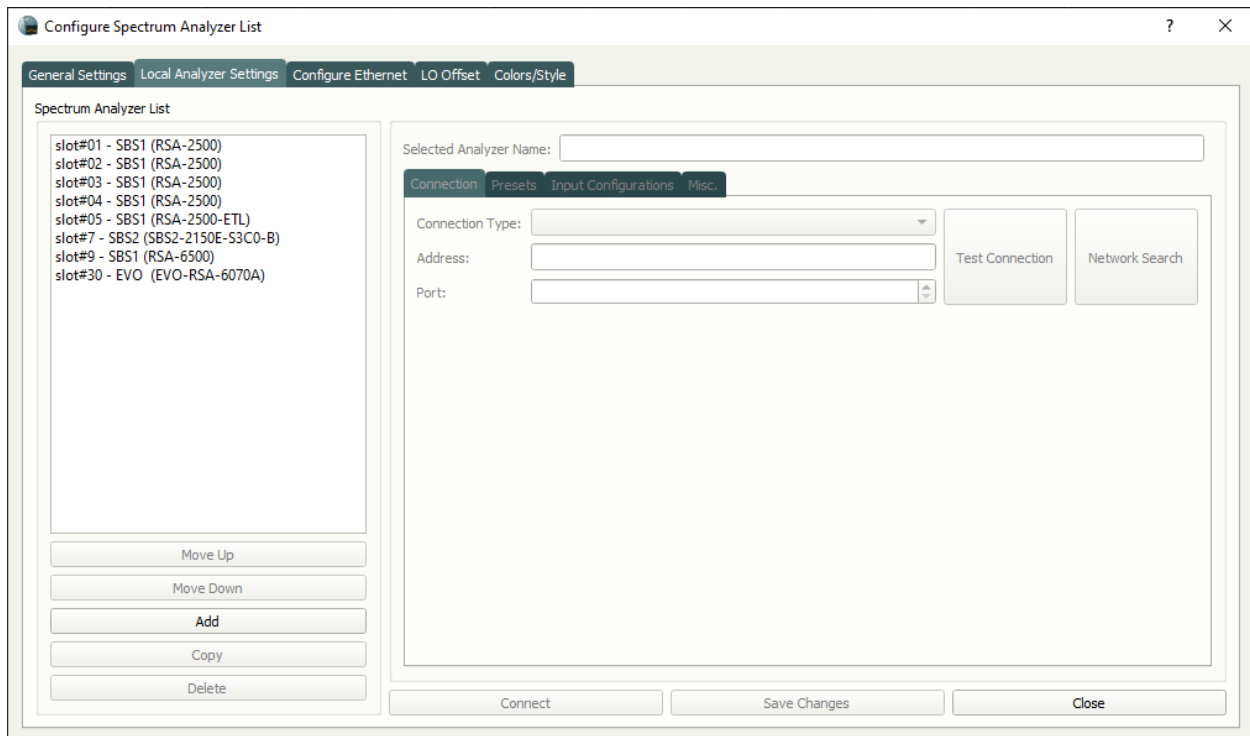 Configure Spectrum Analyzer List
?
General Settings Local Analyzer Settings Configure Ethernet LO Offset Colors/Style
Spectrum Analyzer List
slot#01 - SBS1 (RSA-2500)
slot#02 - SBS1 (RSA-2500)
slot#03 - SBS1 (RSA-2500)
slot#04 - SBS1 (RSA-2500)
slot#05 - SBS1 (RSA-2500-ETL)
slot#7 - SBS2 (SBS2-2150E-S3C0-B)
slot#9 - SBS1 (RSA-6500)
slot#30 - EVO  (EVO-RSA-6070A)
Move Up
Move Down
Add
Copy
Delete
Selected Analyzer Name:
Connection Presets Input Configurations Misc.
Connection Type:
Address:
Port:
Test Connection
Network Search
Connect
Save Changes
Close